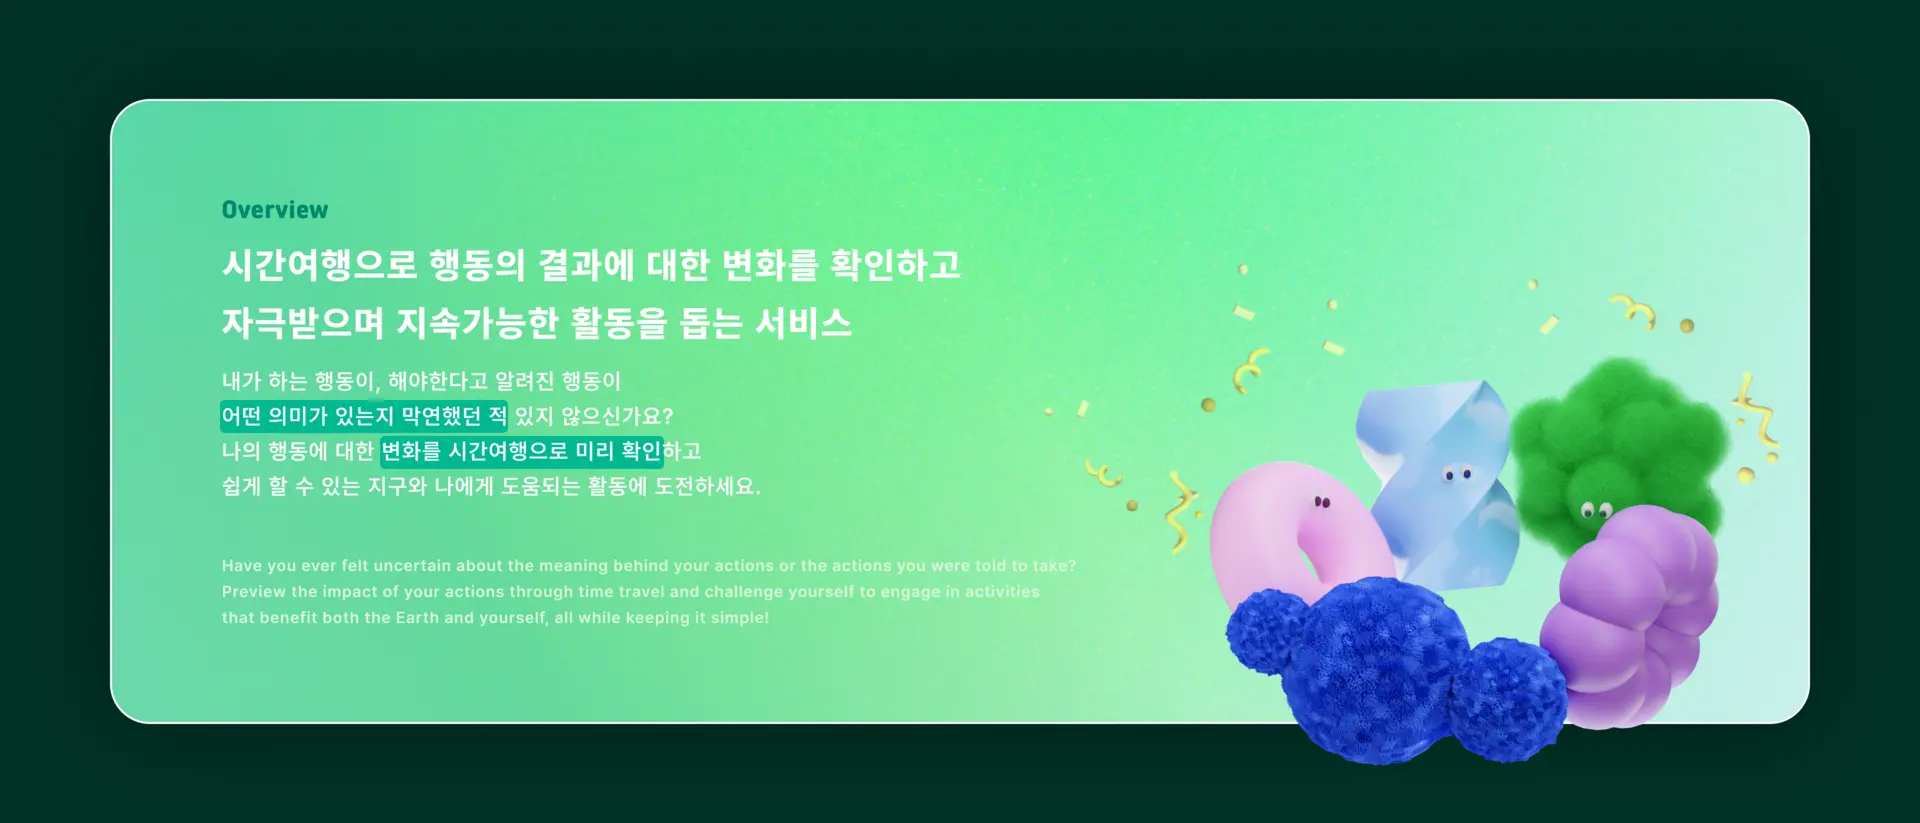 Overview
시간여행으로 행동의 결과에 대한 변화를 확인하고
자극받으며 지속가능한 활동을 돕는 서비스
내가 하는 행동이, 해야한다고 알려진 행동이
어떤 의미가 있는지 막연했던 적 있지 않으신가요?
나의 행동에 대한 변화를 시간여행으로 미리 확인하고
쉽게 할 수 있는 지구와 나에게 도움되는 활동에 도전하세요.
Have you ever felt uncertain about the meaning behind your actions or the actions you were told to take?
Preview the impact of your actions through time travel and challenge yourself to engage in activities
that benefit both the Earth and yourself, all while keeping it simple!